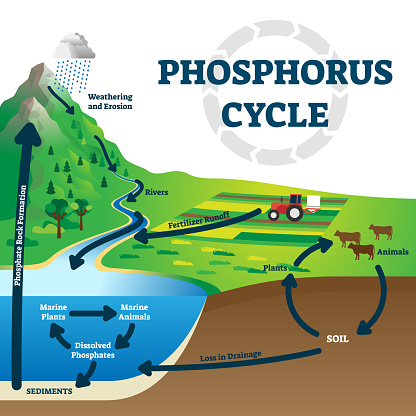 PHOSPHORUS
CYCLE
Weathering
and Erosion
Rivers
Fertilizer Runoff
Phosphate Rock Formation
Plants
Animals
Marine
Plants
Marine
Animals
Dissolved
Phosphates
SOIL
Loss in Drainage
SEDIMENTS